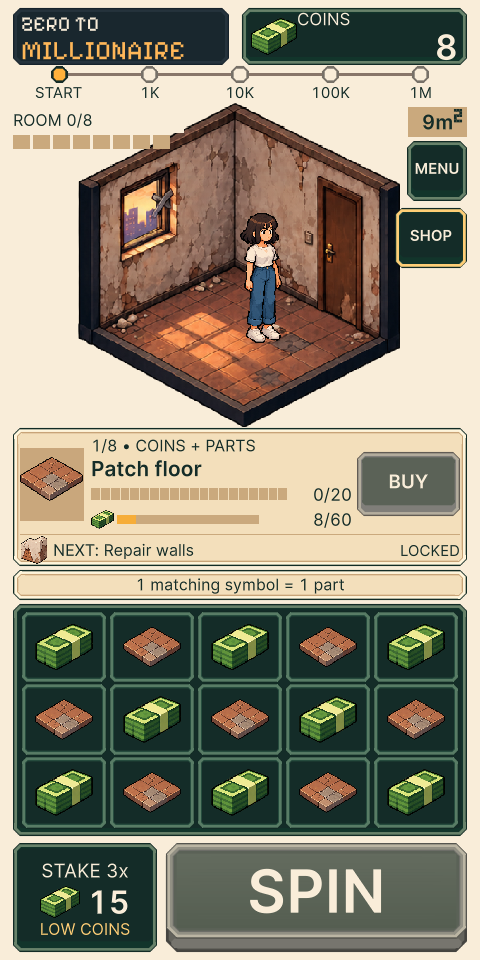 ZERO TO
MILLIONAIRE
COINS
8
START
1K
10K
100K
1M
ROOM 0/8
9m²
MENU
SHOP
1/8 • COINS + PARTS
Patch floor
0/20
8/60
BUY
NEXT: Repair walls
LOCKED
1 matching symbol = 1 part
STAKE 3x
15
LOW COINS
SPIN